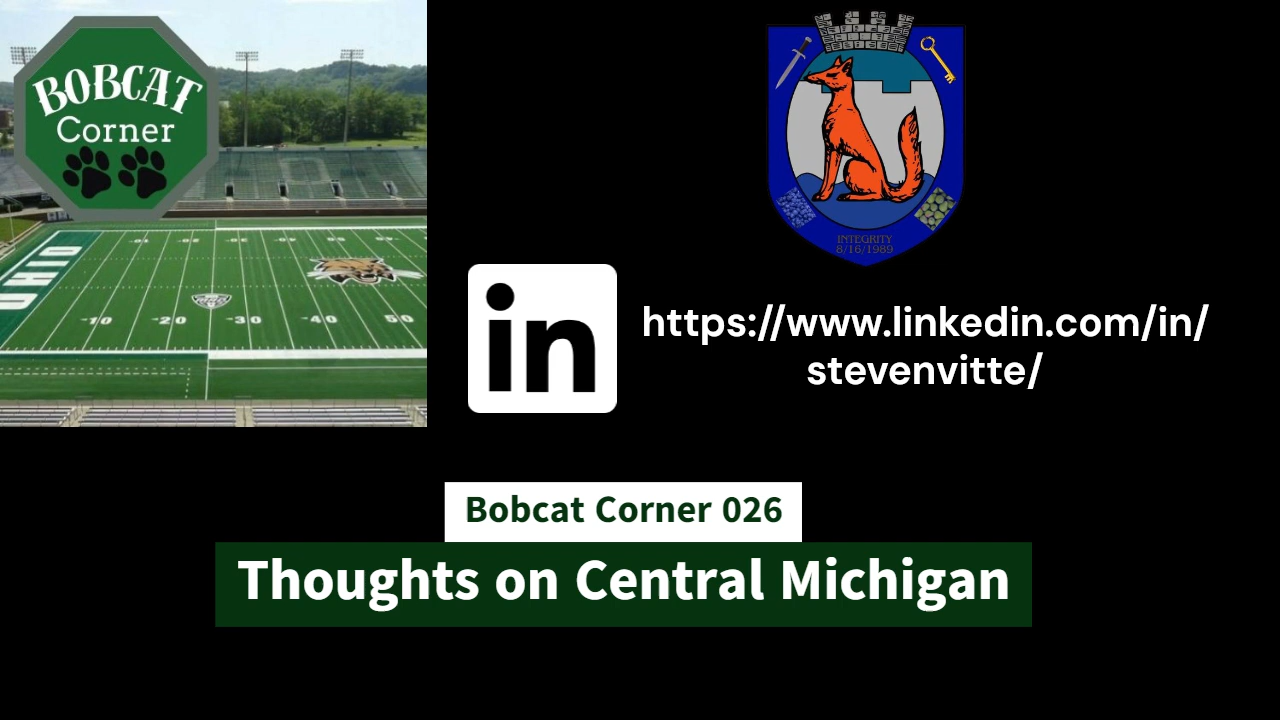 BOBCAT
Corner
OHIO
10 20 30 40 50
INTEGRITY
8/16/1989
in
https://www.linkedin.com/in/
stevenvitte/
Bobcat Corner 026
Thoughts on Central Michigan